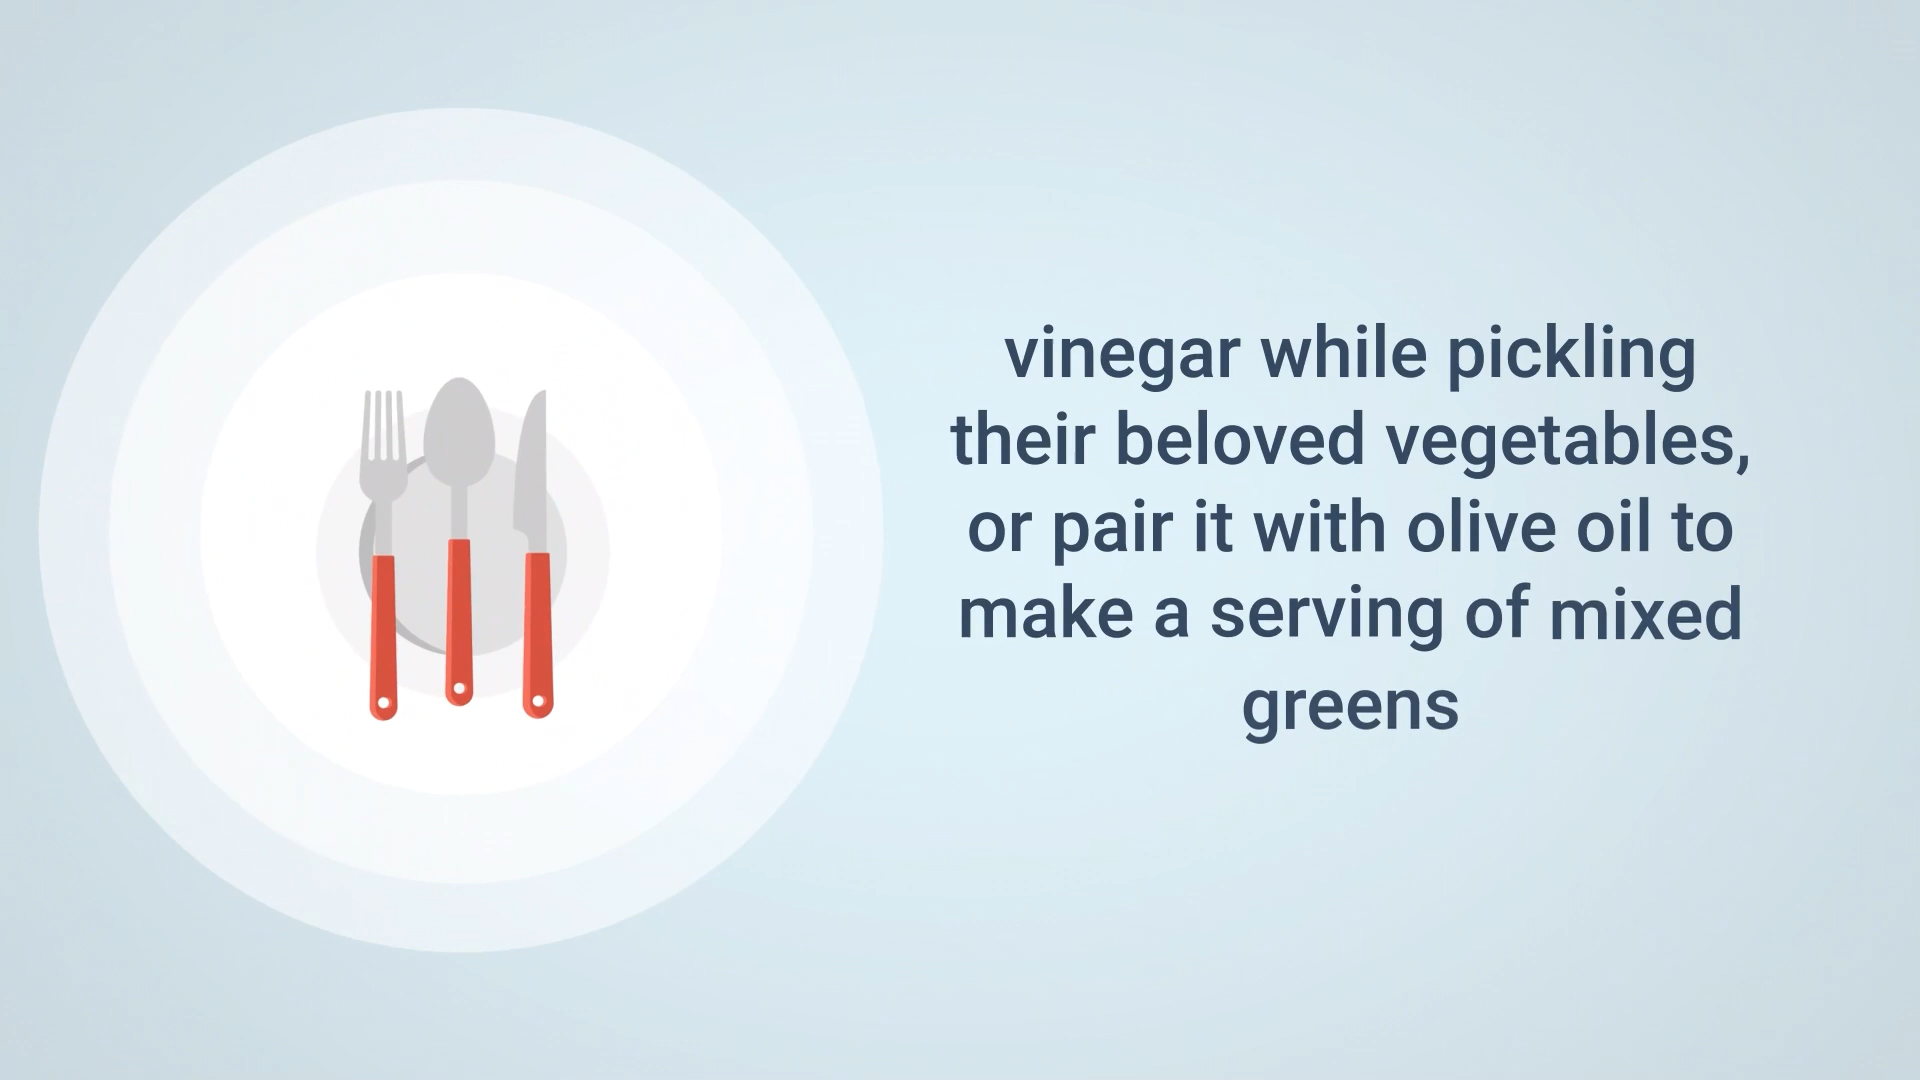 vinegar while pickling
their beloved vegetables,
or pair it with olive oil to
make a serving of mixed
greens